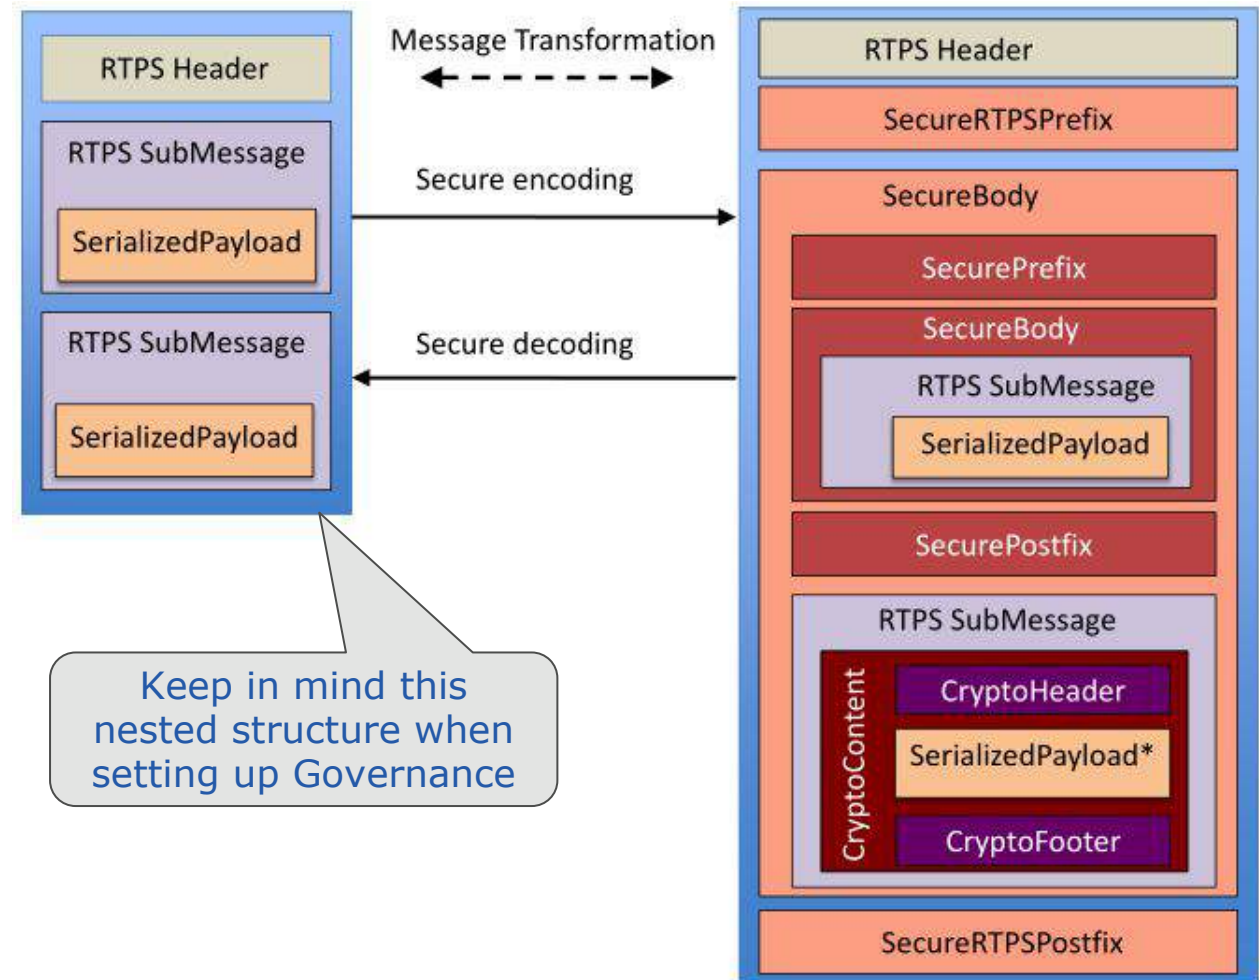 RTPS Header
RTPS SubMessage
SerializedPayload
RTPS SubMessage
SerializedPayload
Message Transformation
Secure encoding
Secure decoding
Keep in mind this
nested structure when
setting up Governance
RTPS Header
SecureRTPSPrefix
SecureBody
SecurePrefix
SecureBody
RTPS SubMessage
SerializedPayload
SecurePostfix
RTPS SubMessage
CryptoContent
CryptoHeader
SerializedPayload*
CryptoFooter
SecureRTPSPostfix